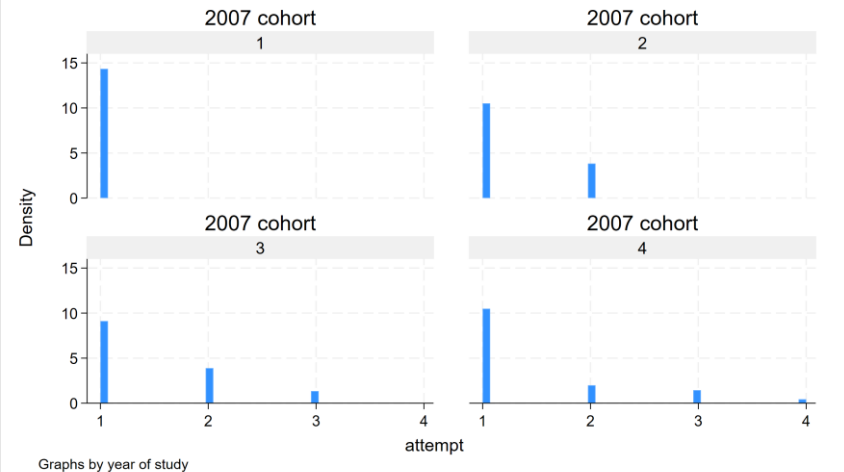 2007 cohort 2007 cohort
1 2
15
10
5
0
Density
2007 cohort 2007 cohort
3 4
15
10
5
0
1 2 3 4 1 2 3 4
attempt
Graphs by year of study